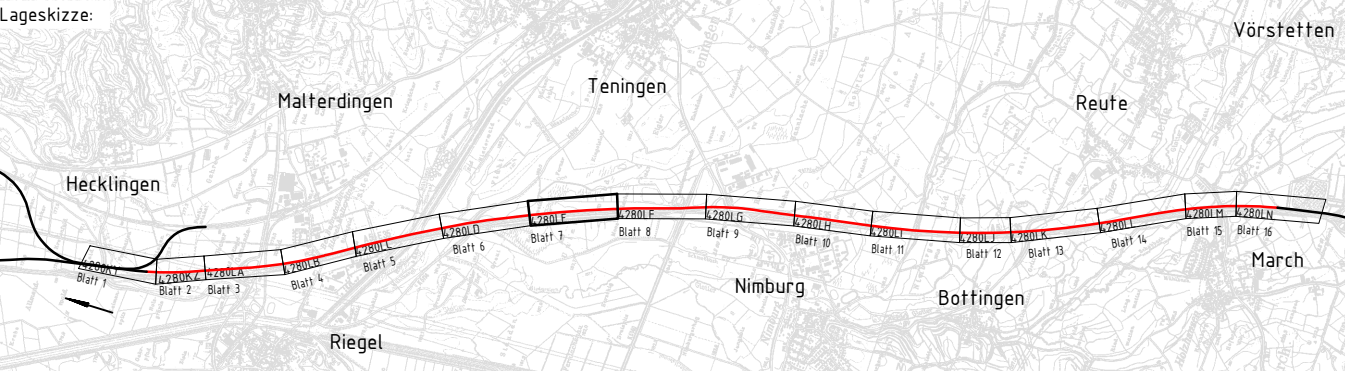 Lageskizze:
Vörstetten
Teningen
Malterdingen
Reute
Hecklingen
4280KY
Blatt 1
4280KZ
Blatt 2
4280LA
Blatt 3
4280LB
Blatt 4
4280LC
Blatt 5
4280LD
Blatt 6
4280LE
Blatt 7
4280LF
Blatt 8
4280LG
Blatt 9
4280LH
Blatt 10
4280LI
Blatt 11
4280LJ
Blatt 12
4280LK
Blatt 13
4280LL
Blatt 14
4280LM
Blatt 15
4280LN
Blatt 16
March
Nimburg
Bottingen
Riegel